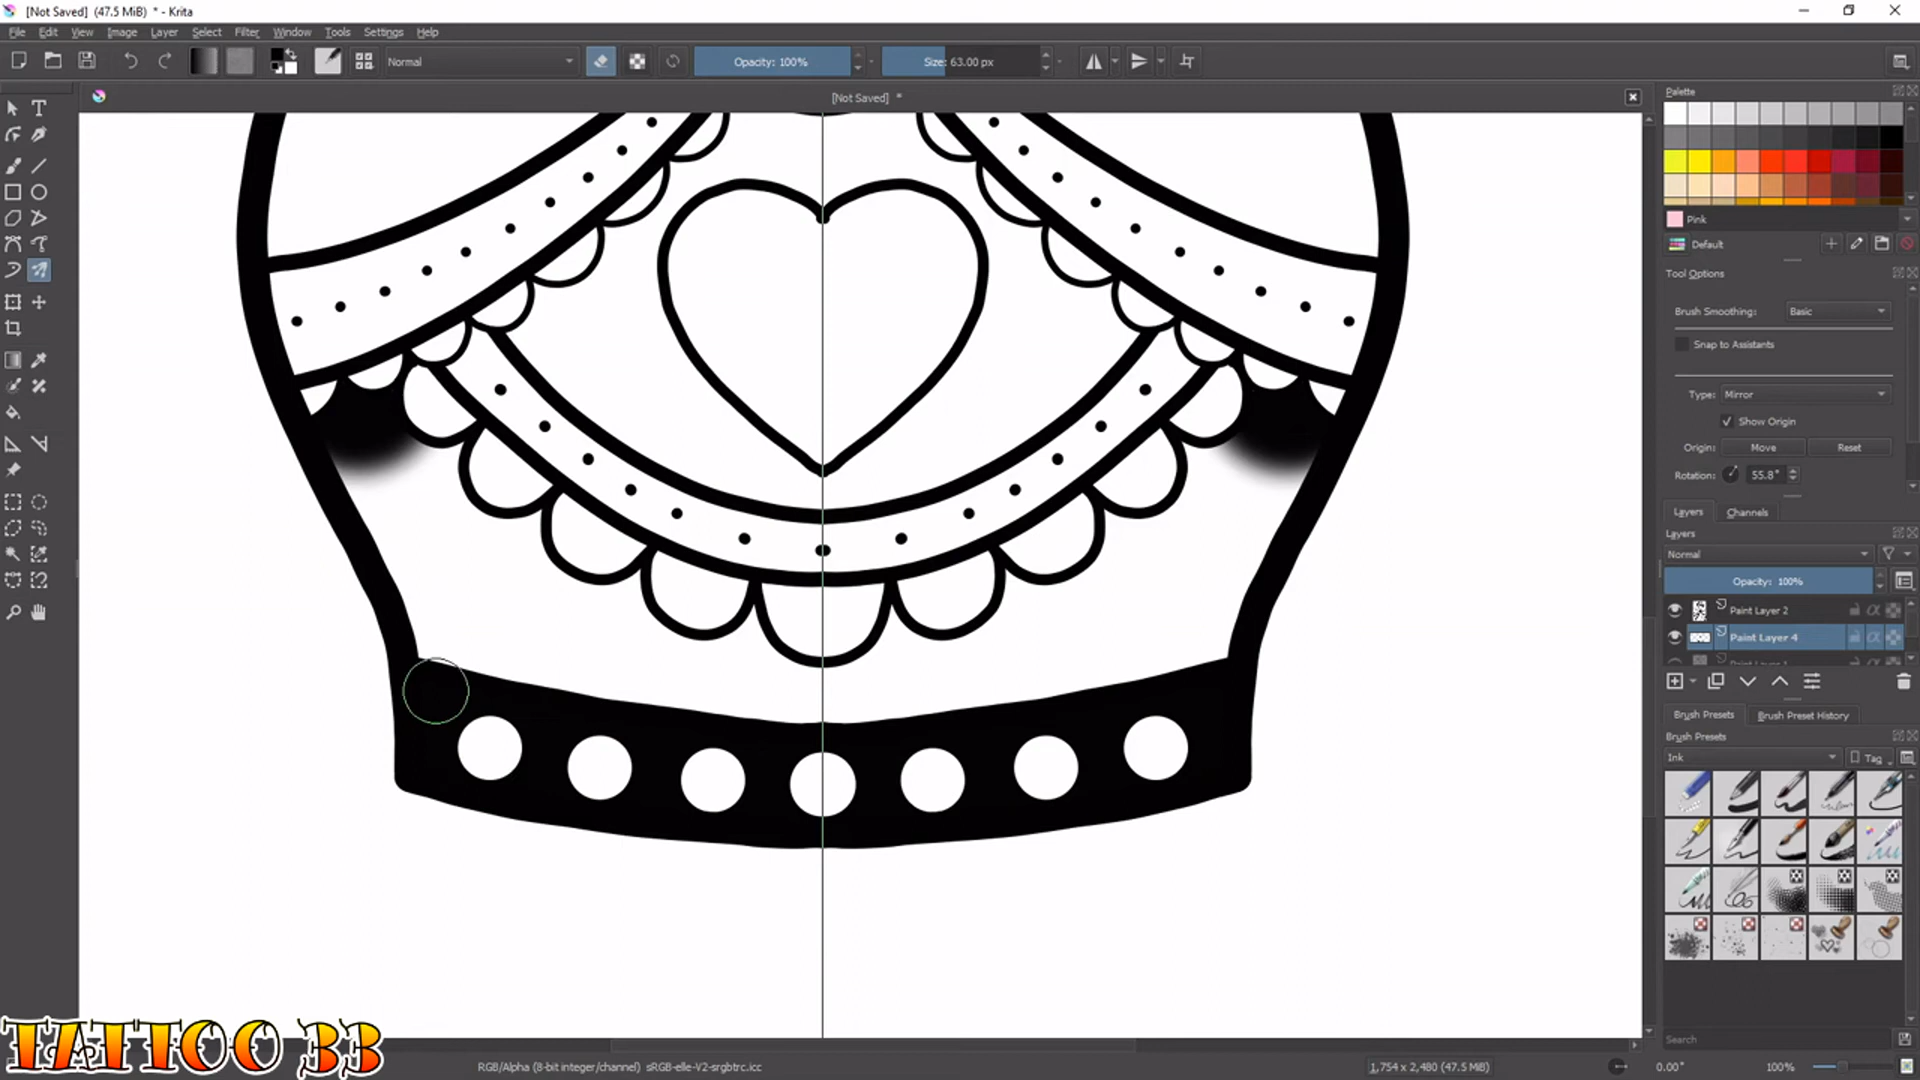 [Not Saved]  (47.5 MiB)  * - Krita
File Edit View Image Layer Select Filter Window Tools Settings Help
Normal Opacity: 100% Size: 63.00 px
[Not Saved]  *
Palette
Pink
Default
Tool Options
Brush Smoothing: Basic
Snap to Assistants
Type: Mirror
Show Origin
Origin: Move Reset
Rotation: 55.8°
Layers Channels
Layers
Normal
Opacity: 100%
Paint Layer 2
Paint Layer 4
Paint Layer 1
Brush Presets Brush Preset History
Brush Presets
Ink Tag
Search
TATTOO 33
RGB/Alpha (8-bit integer/channel)  sRGB-elle-V2-srgbtrc.icc 1,754 x 2,480 (47.5 MiB) 0.00° 100%